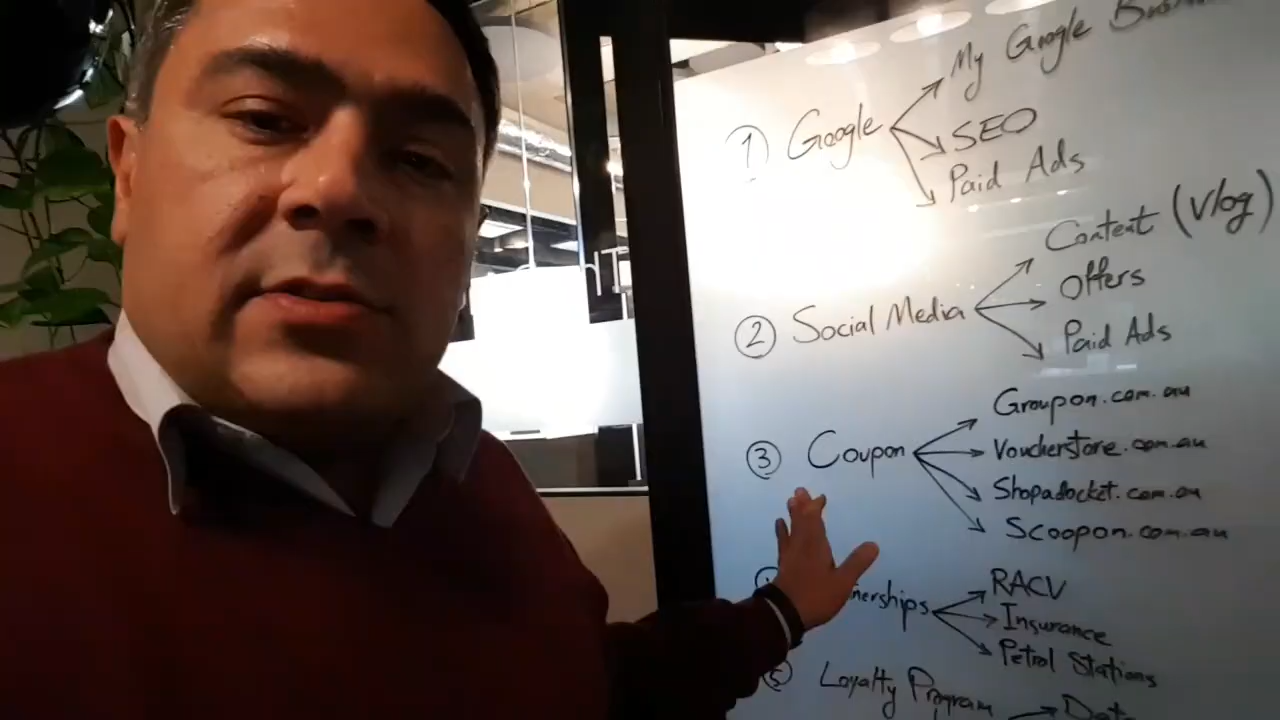 My Google
1 Google
SEO
Paid Ads
Content (Vlog)
2 Social Media
Offers
Paid Ads
Groupon.com.au
3 Coupon
Voucherstore.com.au
Shopadocket.com.au
Scoopon.com.au
RACV
nerships
Insurance
Petrol Stations
5 Loyalty Program